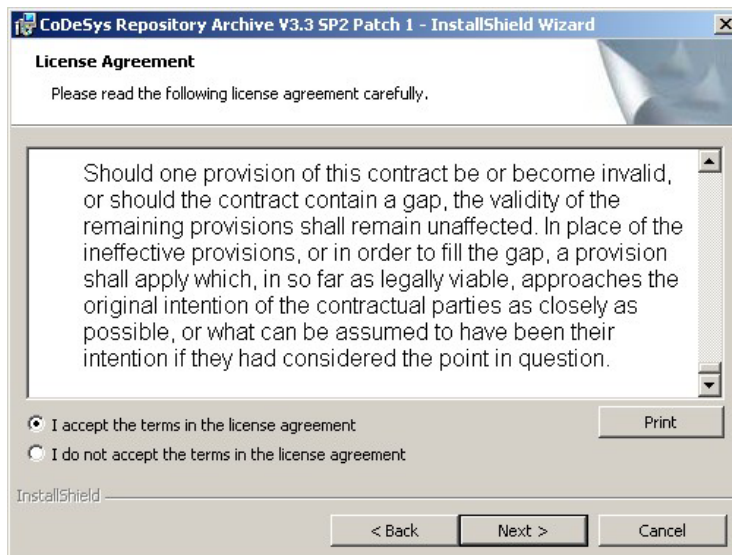 CoDeSys Repository Archive V3.3 SP2 Patch 1 - InstallShield Wizard
License Agreement
Please read the following license agreement carefully.
Should one provision of this contract be or become invalid,
or should the contract contain a gap, the validity of the
remaining provisions shall remain unaffected. In place of the
ineffective provisions, or in order to fill the gap, a provision
shall apply which, in so far as legally viable, approaches the
original intention of the contractual parties as closely as
possible, or what can be assumed to have been their
intention if they had considered the point in question.
I accept the terms in the license agreement
Print
I do not accept the terms in the license agreement
InstallShield
< Back Next > Cancel